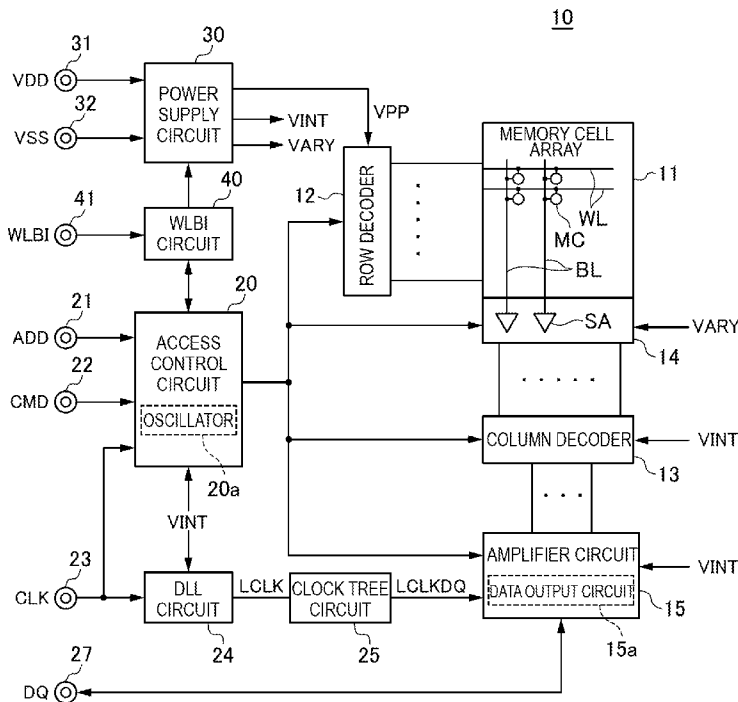 10
31
VDD
32
VSS
30
POWER
SUPPLY
CIRCUIT
VPP
VINT
VARY
41
WLBI
40
WLBI
CIRCUIT
12
ROW DECODER
MEMORY CELL
ARRAY
11
WL
MC
BL
SA
VARY
14
21
ADD
22
CMD
20
ACCESS
CONTROL
CIRCUIT
OSCILLATOR
20a
VINT
COLUMN DECODER
VINT
13
AMPLIFIER CIRCUIT
VINT
DATA OUTPUT CIRCUIT
15
15a
23
CLK
DLL
CIRCUIT
24
LCLK
CLOCK TREE
CIRCUIT
25
LCLKDQ
27
DQ